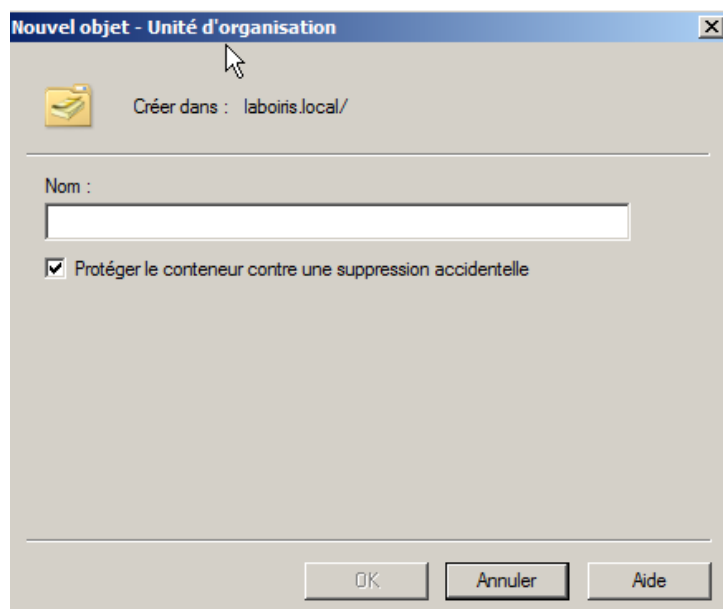 Nouvel objet - Unité d'organisation
Créer dans : laboiris.local/
Nom :
Protéger le conteneur contre une suppression accidentelle
OK Annuler Aide